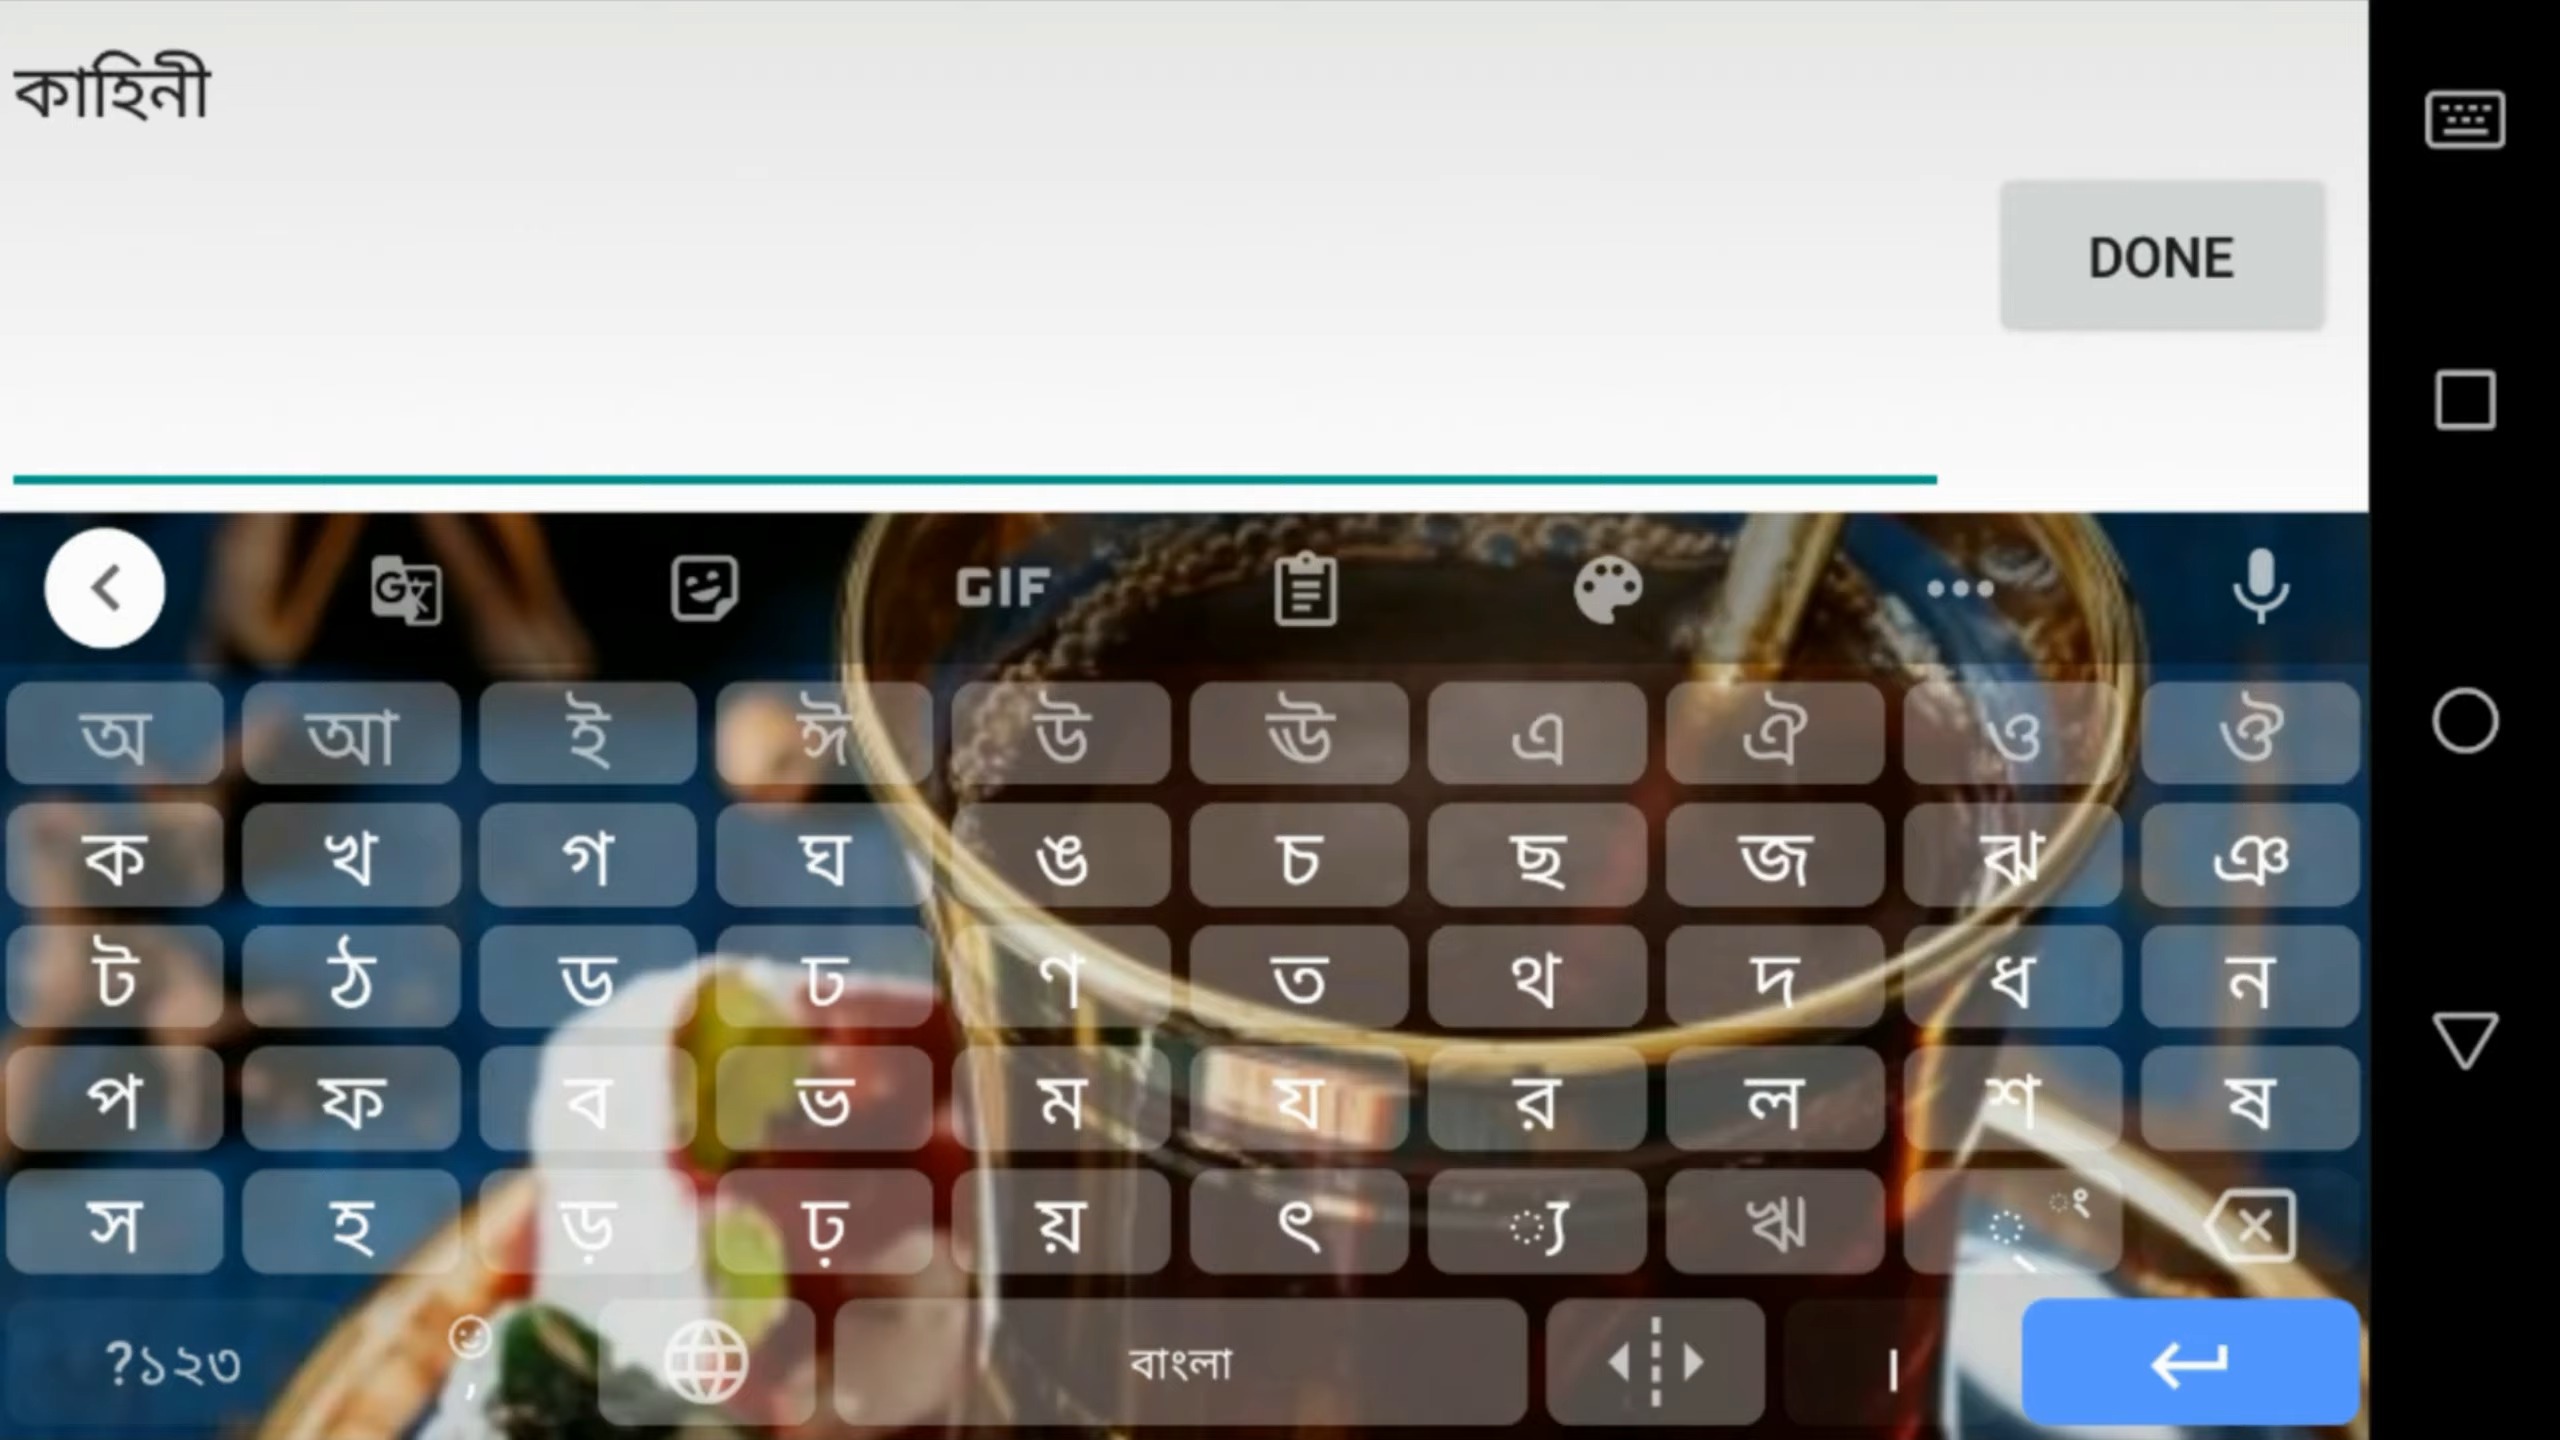 কাহিনী
DONE
GIF
অ আ ই ঈ উ ঊ এ ঐ ও ঔ
ক খ গ ঘ ঙ চ ছ জ ঝ ঞ
ট ঠ ড ঢ ণ ত থ দ ধ ন
প ফ ব ভ ম য র ল শ ষ
স হ ড় ঢ় য় ৎ ্য ঋ ্ ং
?১২৩ , বাংলা ।